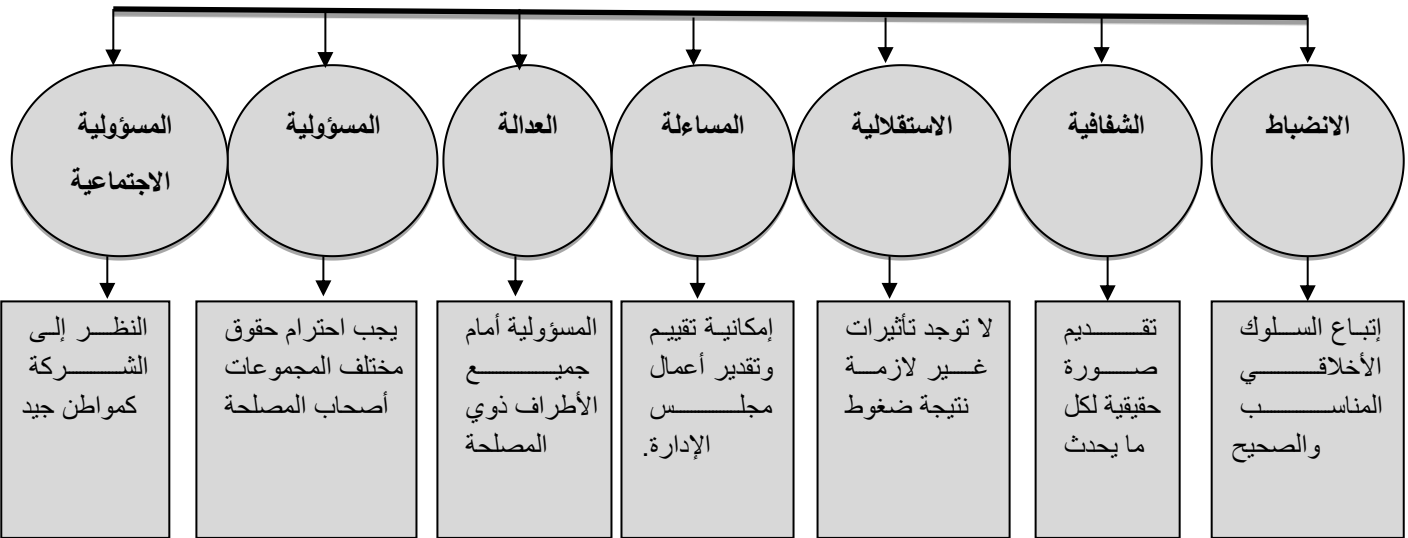 الانضباط
الشفافية
الاستقلالية
المساءلة
العدالة
المسؤولية
المسؤولية
الاجتماعية
إتباع السلوك
الأخلاقي
المناسب
والصحيح
تقديم
صورة
حقيقية لكل
ما يحدث
لا توجد تأثيرات
غير لازمة
نتيجة ضغوط
إمكانية تقييم
وتقدير أعمال
مجلس
الإدارة.
المسؤولية أمام
جميع
الأطراف ذوي
المصلحة
يجب احترام حقوق
مختلف المجموعات
أصحاب المصلحة
النظر إلى
الشركة
كمواطن جيد